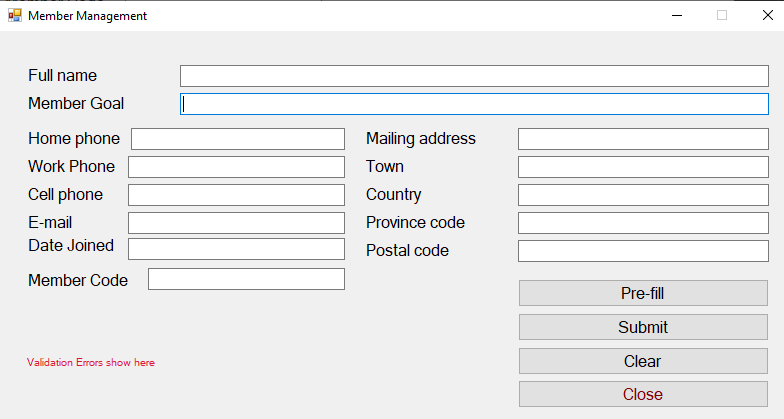 Member Management
Full name
Member Goal
Home phone
Mailing address
Work Phone
Town
Cell phone
Country
E-mail
Province code
Date Joined
Postal code
Member Code
Pre-fill
Submit
Validation Errors show here
Clear
Close